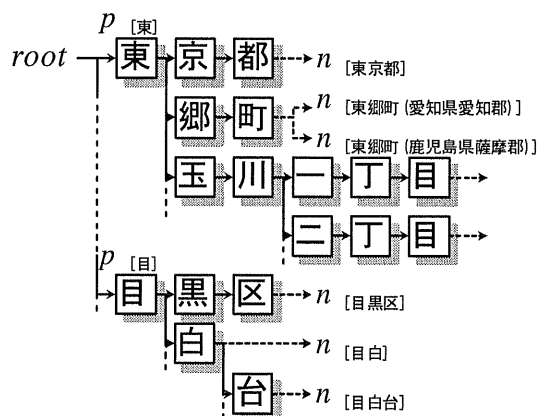 p [東]
root 東 京 都 n [東京都]
郷 町 n [東郷町 (愛知県愛知郡) ]
n [東郷町 (鹿児島県薩摩郡) ]
玉 川 一 丁 目
二 丁 目
p [目]
目 黒 区 n [目黒区]
白 n [目白]
台 n [目白台]